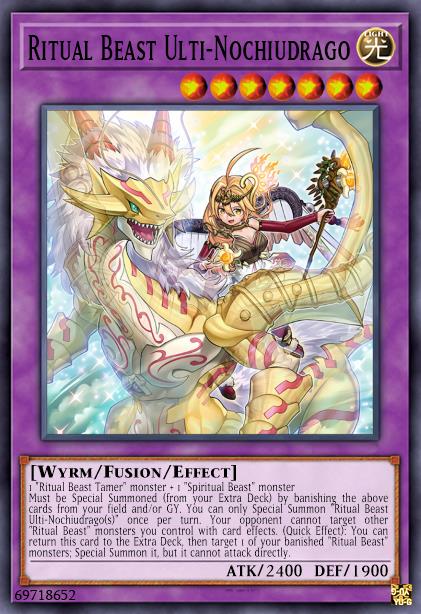 RITUAL BEAST ULTI-NOCHIUDRAGO
LIGHT
光
[WYRM/FUSION/EFFECT]
1 "Ritual Beast Tamer" monster + 1 "Spiritual Beast" monster
Must be Special Summoned (from your Extra Deck) by banishing the above
cards from your field and/or GY. You can only Special Summon "Ritual Beast
Ulti-Nochiudrago(s)" once per turn. Your opponent cannot target other
"Ritual Beast" monsters you control with card effects. (Quick Effect): You can
return this card to the Extra Deck, then target 1 of your banished "Ritual Beast"
monsters; Special Summon it, but it cannot attack directly.
ATK/2400 DEF/1900
69718652